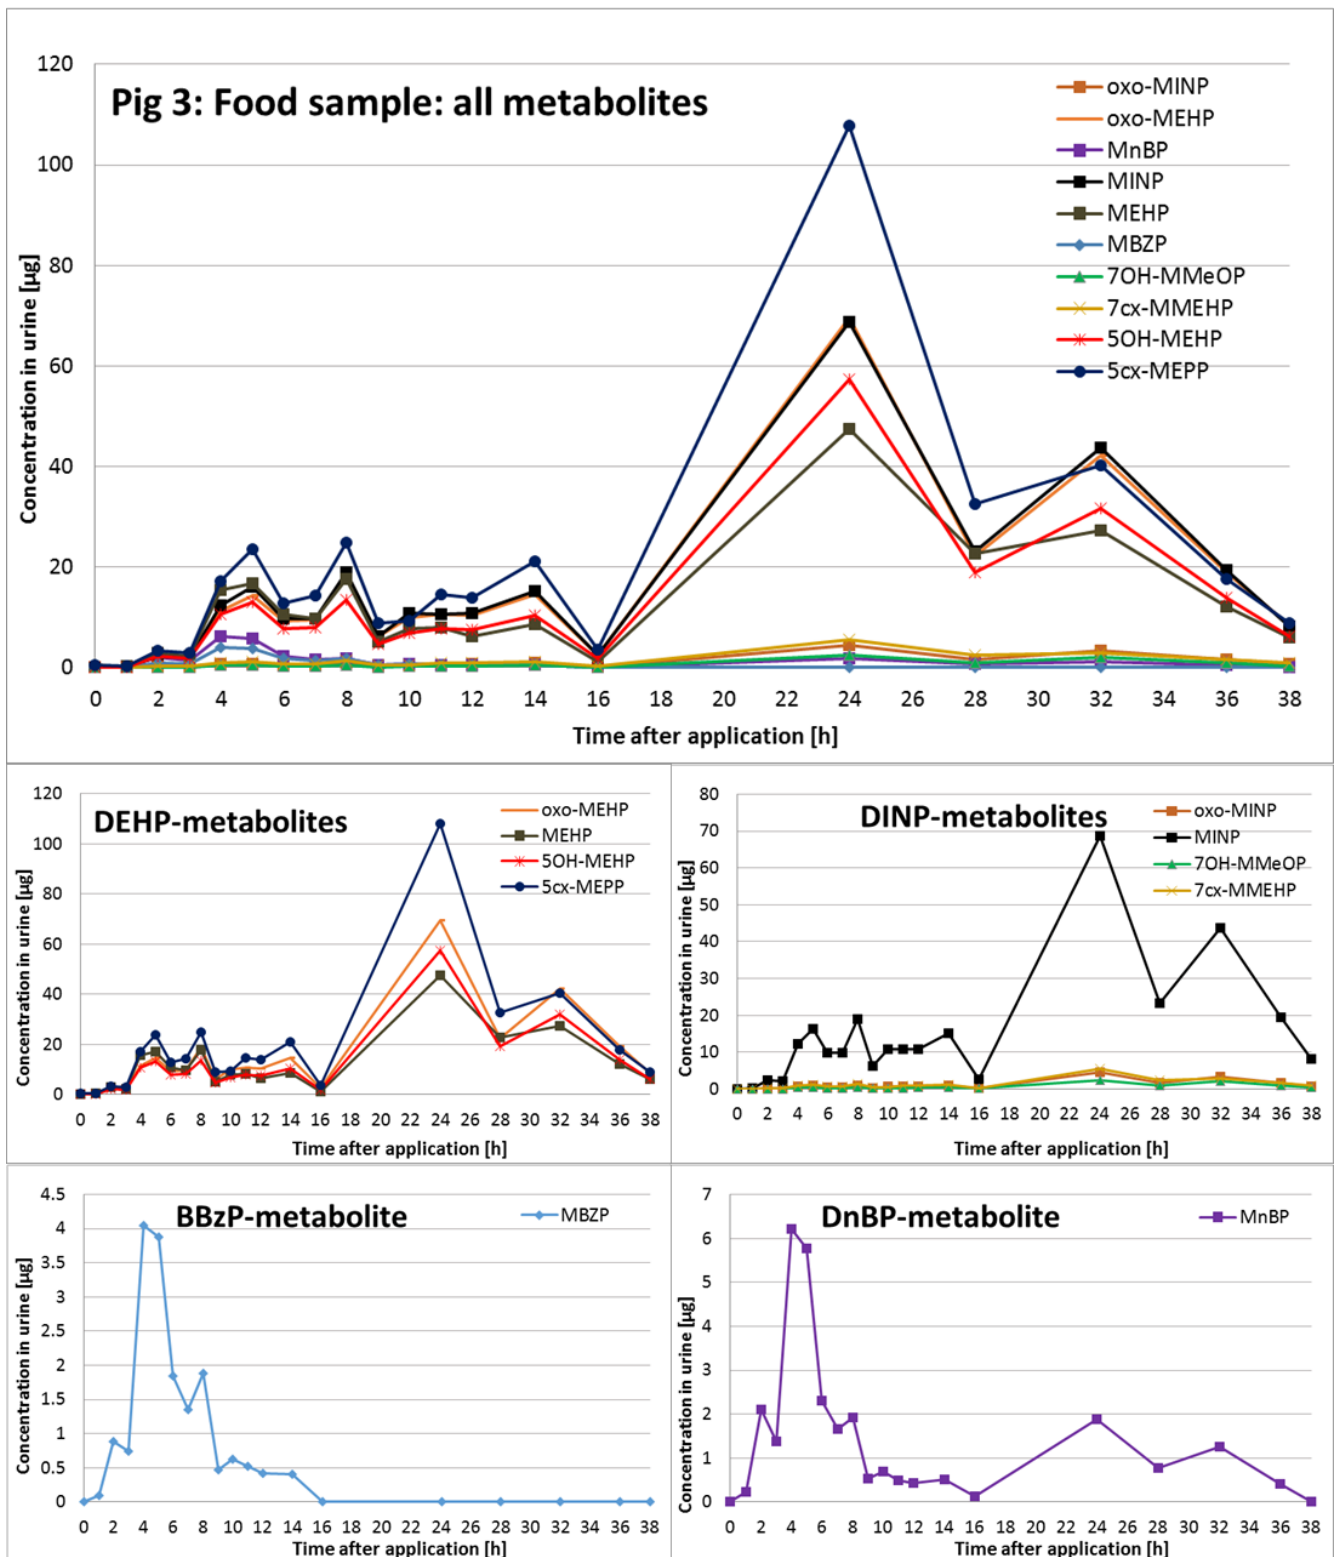 Pig 3: Food sample: all metabolites
Concentration in urine [µg]
120
100
80
60
40
20
0
oxo-MINP
oxo-MEHP
MnBP
MINP
MEHP
MBZP
7OH-MMeOP
7cx-MMEHP
5OH-MEHP
5cx-MEPP
0 2 4 6 8 10 12 14 16 18 20 22 24 26 28 30 32 34 36 38
Time after application [h]
DEHP-metabolites
Concentration in urine [µg]
120
100
80
60
40
20
0
oxo-MEHP
MEHP
5OH-MEHP
5cx-MEPP
0 2 4 6 8 10 12 14 16 18 20 22 24 26 28 30 32 34 36 38
Time after application [h]
DINP-metabolites
Concentration in urine [µg]
80
70
60
50
40
30
20
10
0
oxo-MINP
MINP
7OH-MMeOP
7cx-MMEHP
0 2 4 6 8 10 12 14 16 18 20 22 24 26 28 30 32 34 36 38
Time after application [h]
BBzP-metabolite
Concentration in urine [µg]
4.5
4
3.5
3
2.5
2
1.5
1
0.5
0
MBZP
0 2 4 6 8 10 12 14 16 18 20 22 24 26 28 30 32 34 36 38
Time after application [h]
DnBP-metabolite
Concentration in urine [µg]
7
6
5
4
3
2
1
0
MnBP
0 2 4 6 8 10 12 14 16 18 20 22 24 26 28 30 32 34 36 38
Time after application [h]